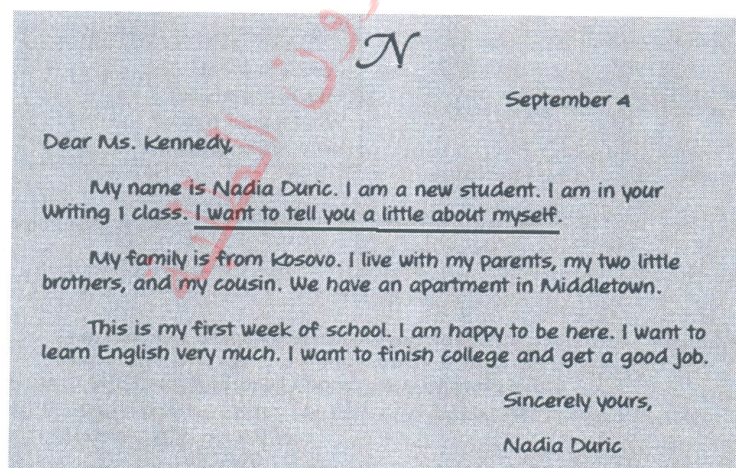 N
September 4
Dear Ms. Kennedy,
My name is Nadia Duric. I am a new student. I am in your
Writing 1 class. I want to tell you a little about myself.
My family is from Kosovo. I live with my parents, my two little
brothers, and my cousin. We have an apartment in Middletown.
This is my first week of school. I am happy to be here. I want to
learn English very much. I want to finish college and get a good job.
Sincerely yours,
Nadia Duric